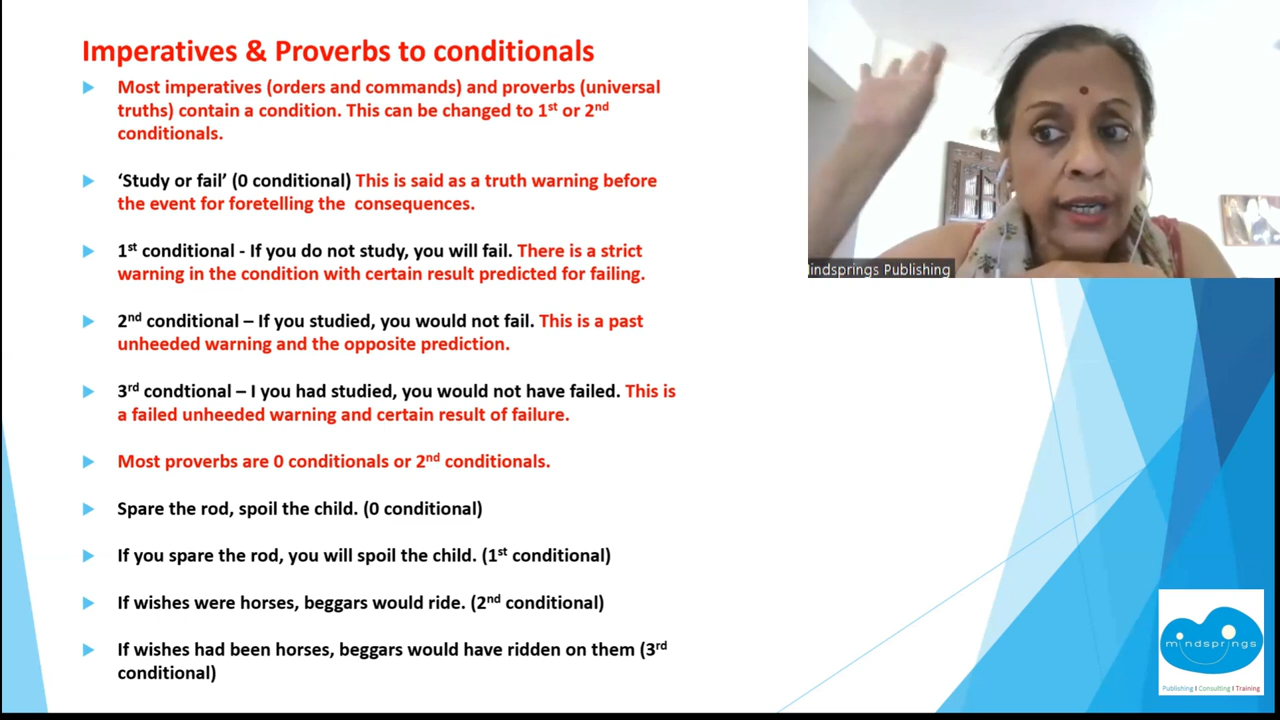 Imperatives & Proverbs to conditionals
Most imperatives (orders and commands) and proverbs (universal
truths) contain a condition. This can be changed to 1st or 2nd
conditionals.
‘Study or fail’ (0 conditional) This is said as a truth warning before
the event for foretelling the consequences.
1st conditional - If you do not study, you will fail. There is a strict
warning in the condition with certain result predicted for failing.
2nd conditional – If you studied, you would not fail. This is a past
unheeded warning and the opposite prediction.
3rd condtional – I you had studied, you would not have failed. This is
a failed unheeded warning and certain result of failure.
Most proverbs are 0 conditionals or 2nd conditionals.
Spare the rod, spoil the child. (0 conditional)
If you spare the rod, you will spoil the child. (1st conditional)
If wishes were horses, beggars would ride. (2nd conditional)
If wishes had been horses, beggars would have ridden on them (3rd
conditional)
indsprings Publishing
mindsprings
Publishing I Consulting I Training